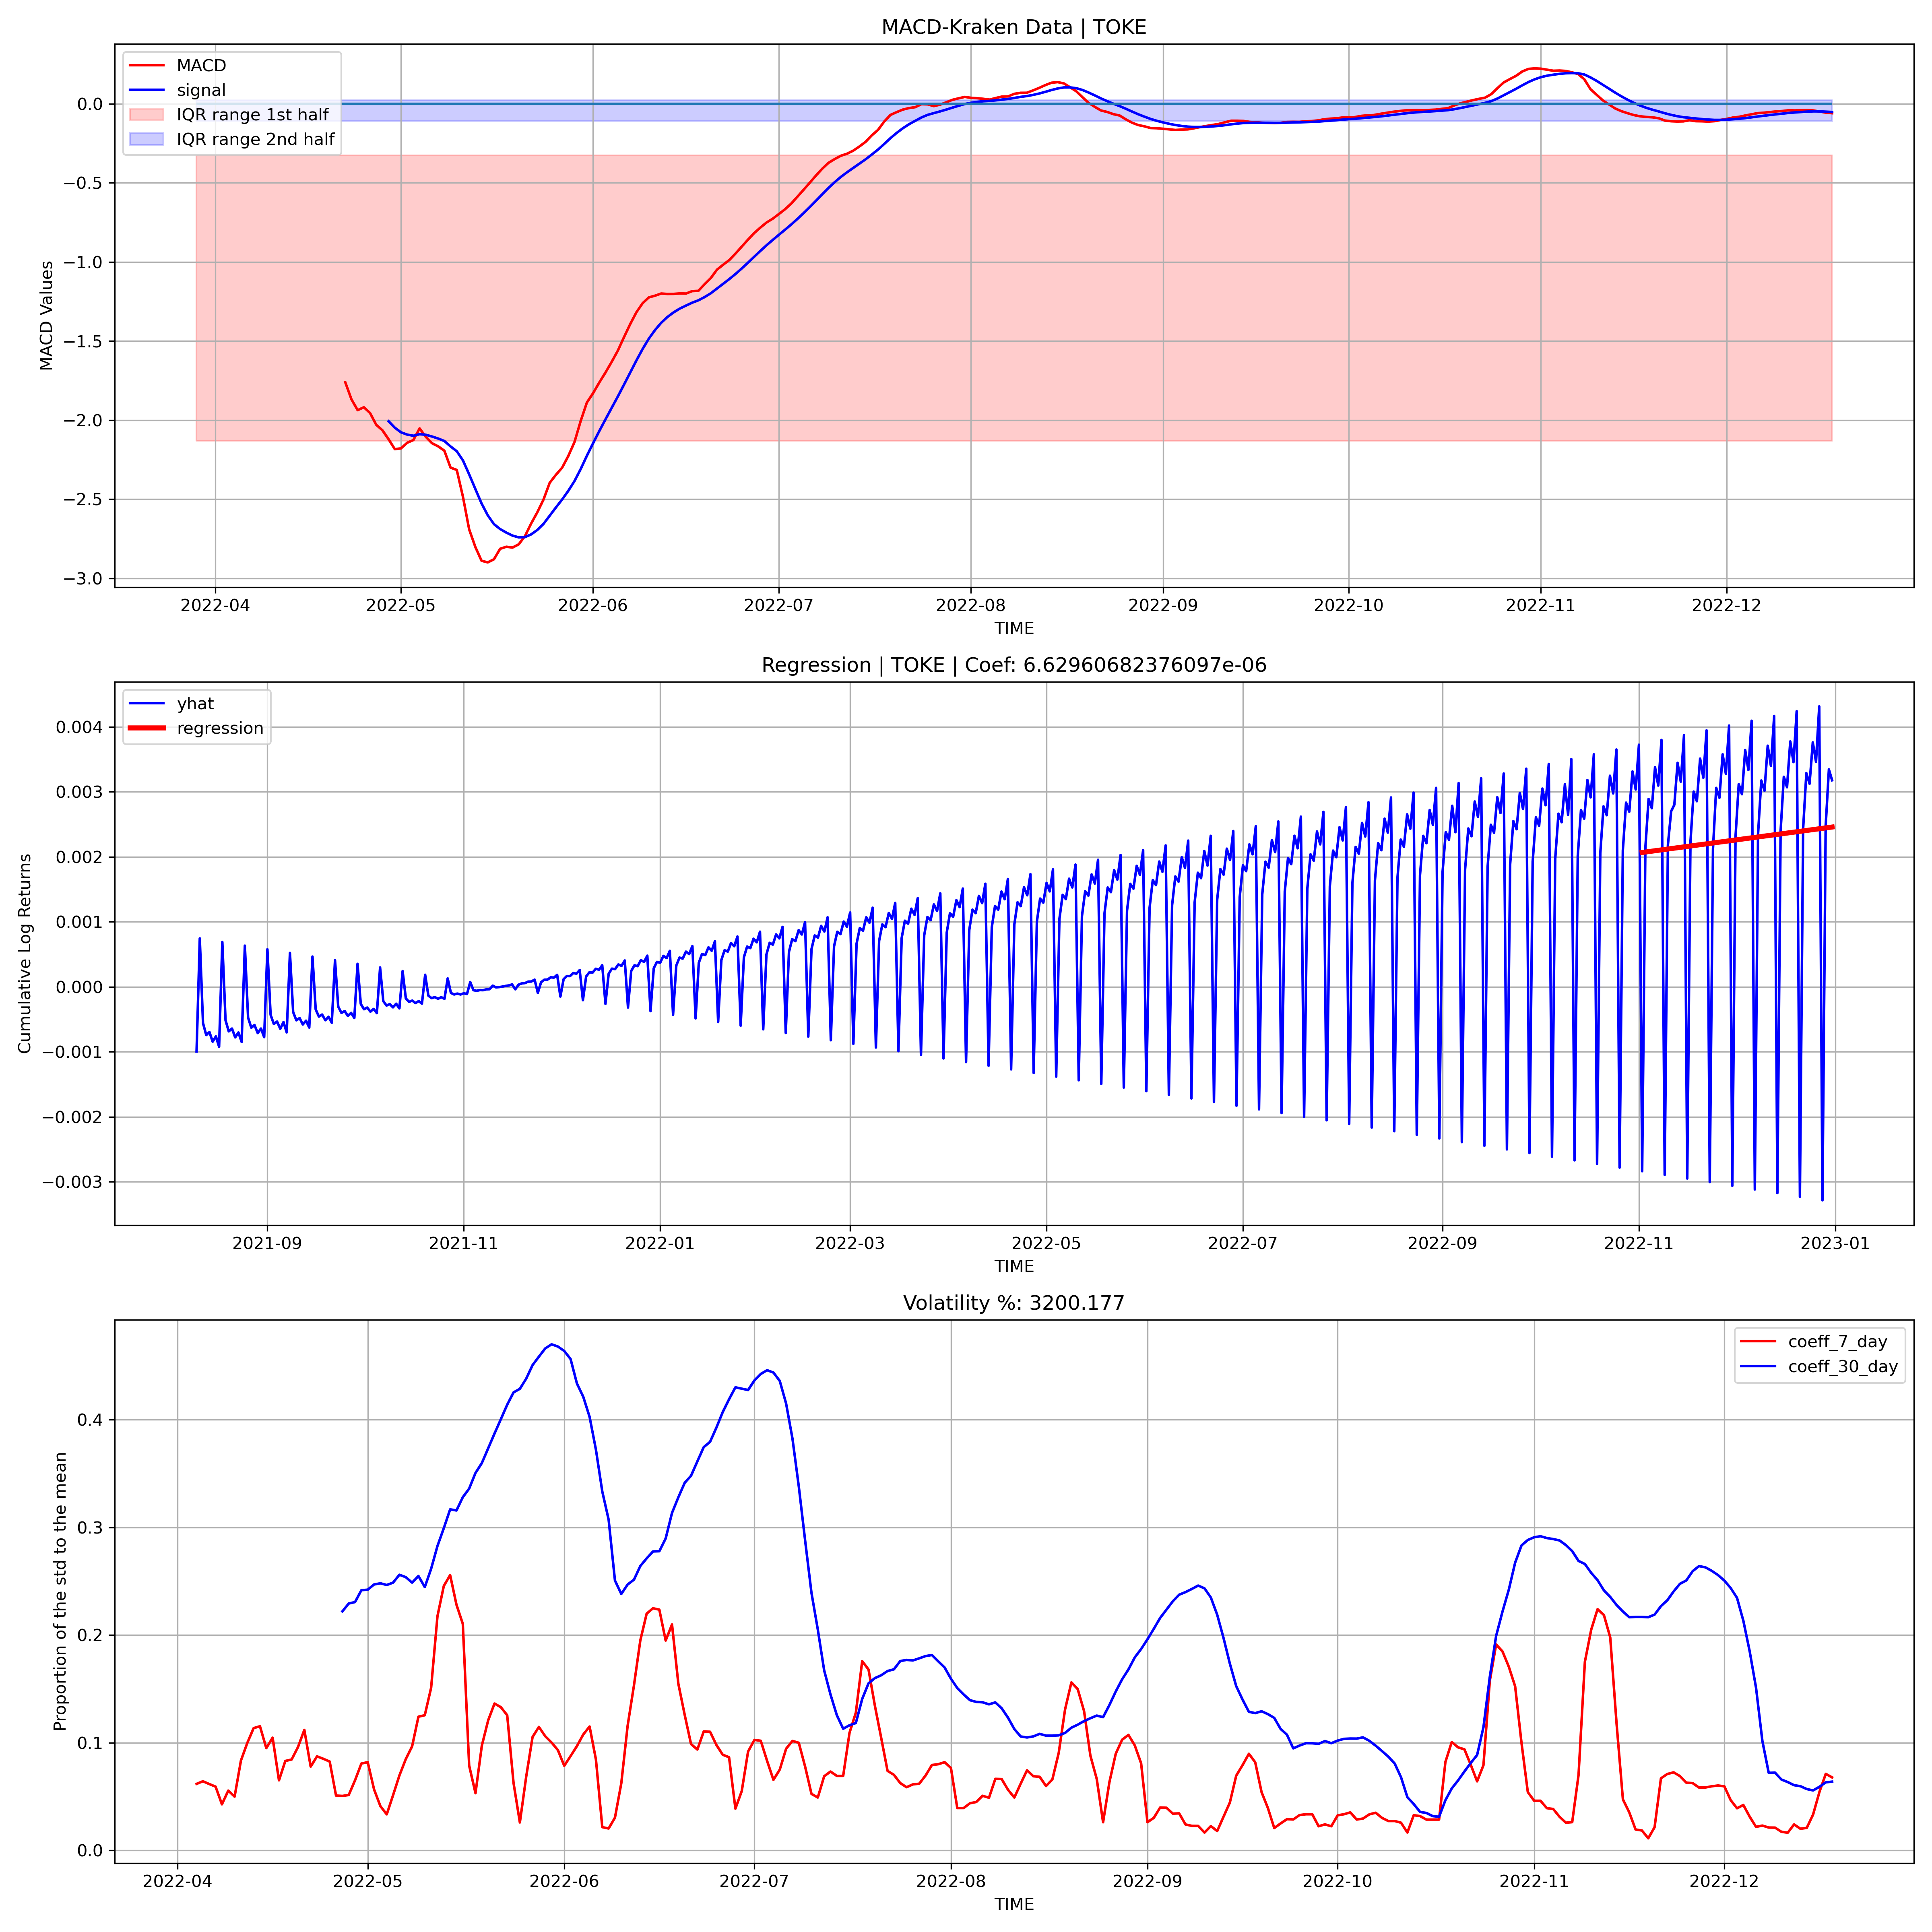 MACD-Kraken Data | TOKE
MACD
signal
IQR range 1st half
IQR range 2nd half
MACD Values
0.0
−0.5
−1.0
−1.5
−2.0
−2.5
−3.0
2022-04 2022-05 2022-06 2022-07 2022-08 2022-09 2022-10 2022-11 2022-12
TIME
Regression | TOKE | Coef: 6.62960682376097e-06
yhat
regression
Cumulative Log Returns
0.004
0.003
0.002
0.001
0.000
−0.001
−0.002
−0.003
2021-09 2021-11 2022-01 2022-03 2022-05 2022-07 2022-09 2022-11 2023-01
TIME
Volatility %: 3200.177
coeff_7_day
coeff_30_day
Proportion of the std to the mean
0.4
0.3
0.2
0.1
0.0
2022-04 2022-05 2022-06 2022-07 2022-08 2022-09 2022-10 2022-11 2022-12
TIME